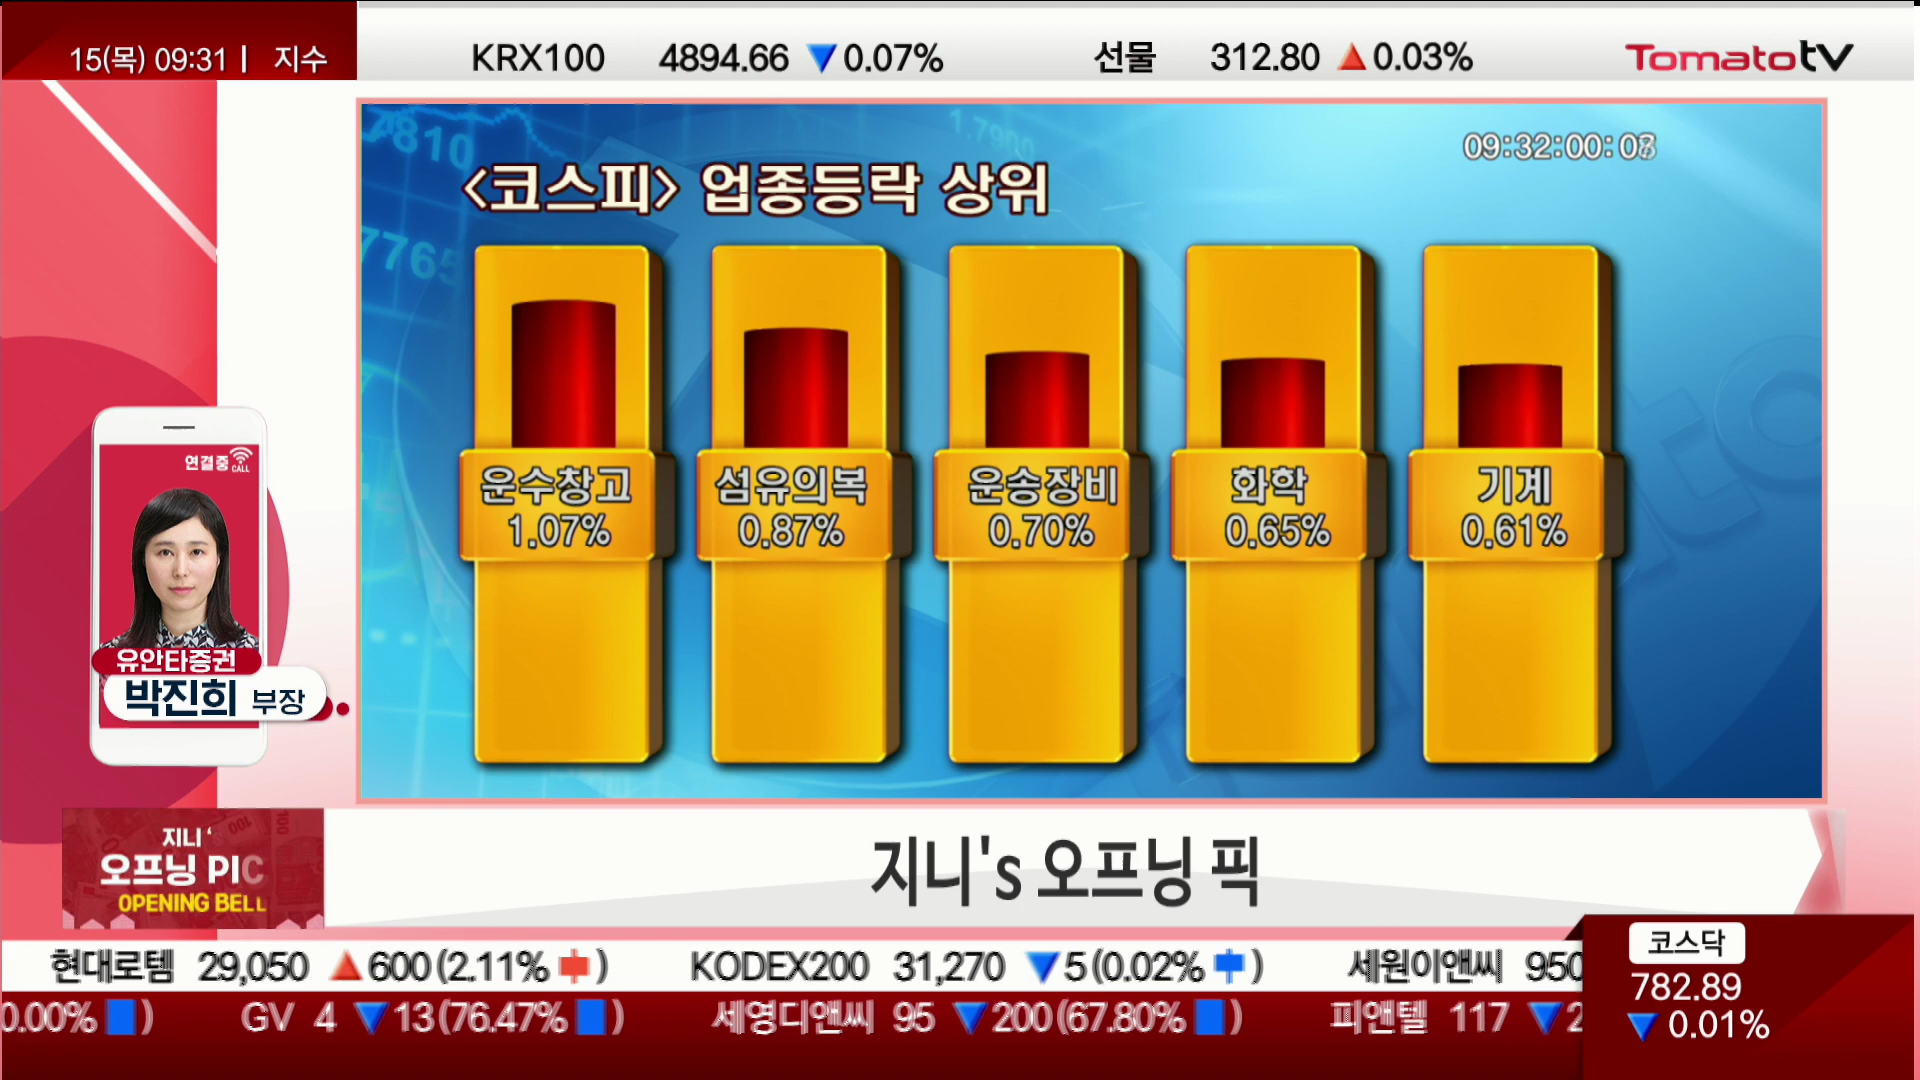 15(목) 09:31 | 지수
KRX100 4894.66 ▼0.07% 선물 312.80 ▲0.03%
Tomato tv
09:32:00:03
<코스피> 업종등락 상위
운수창고 1.07%
섬유의복 0.87%
운송장비 0.70%
화학 0.65%
기계 0.61%
연결중 CALL
유안타증권
박진희 부장
지니'
오프닝 PIC
OPENING BELL
지니's 오프닝 픽
현대로템 29,050 ▲600(2.11% ) KODEX200 31,270 ▼5(0.02% ) 세원이앤씨 950
0.00% ) GV 4 ▼13(76.47% ) 세영디앤씨 95 ▼200(67.80% ) 피앤텔 117 ▼2
코스닥
782.89
▼ 0.01%